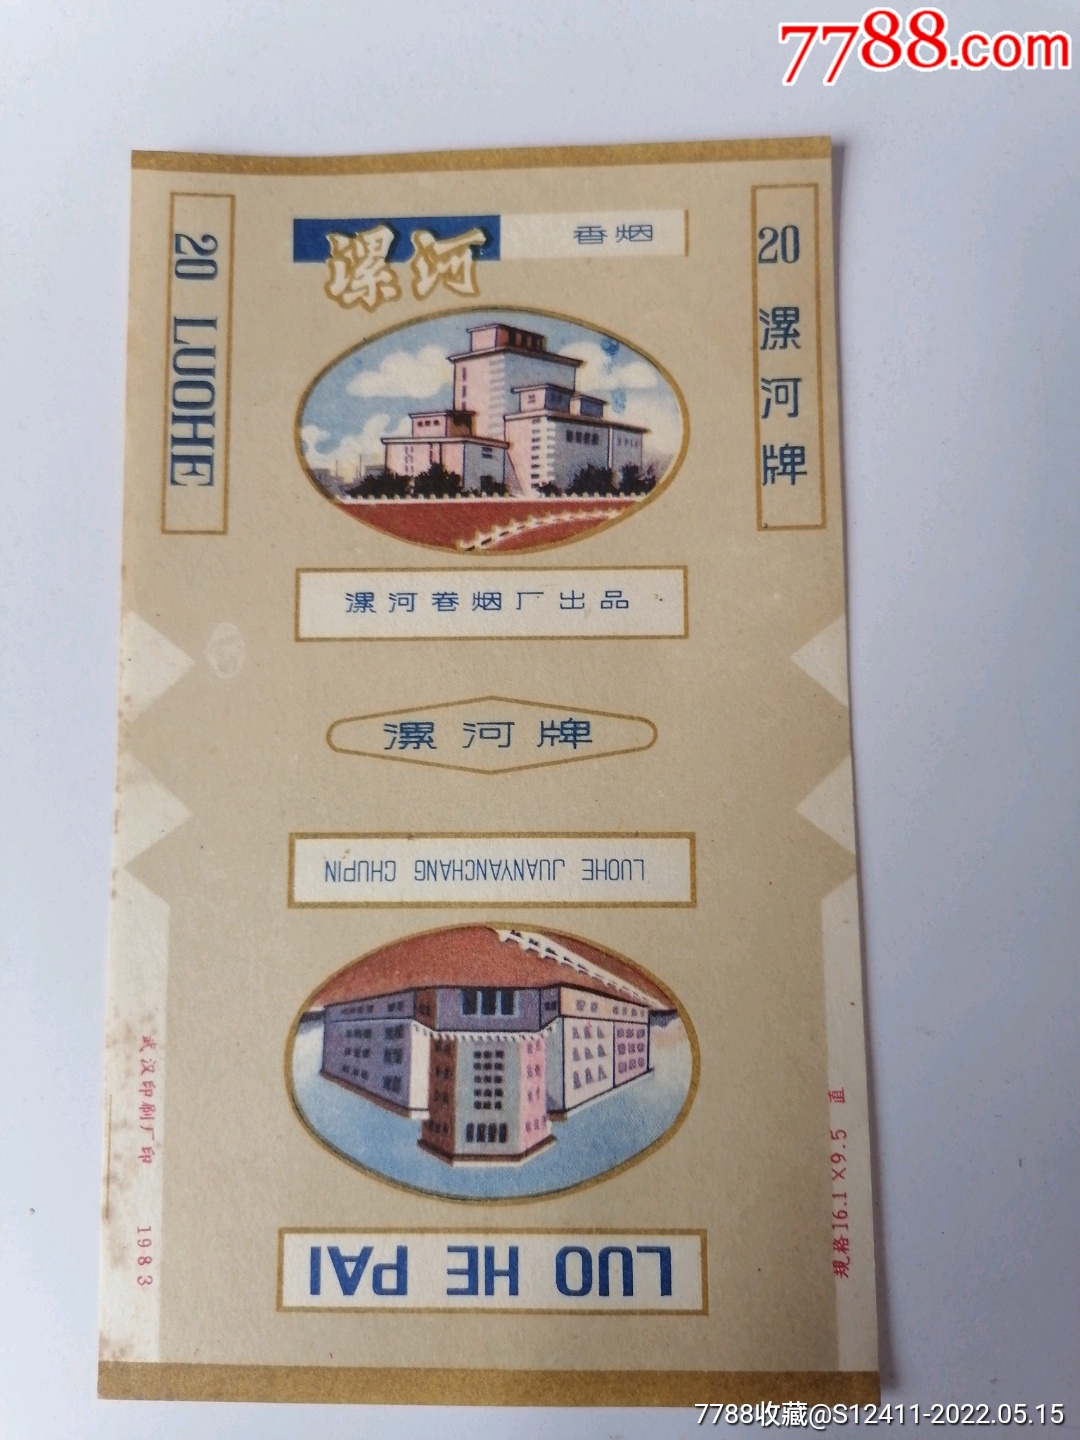 7788.com
20 LUOHE
漯河
香烟
20 漯河牌
漯河卷烟厂出品
漯河牌
LUOHE JUANYANCHANG CHUPIN
LUO HE PAI
武汉印刷厂印 1983
规格16.1×9.5 直
7788收藏@S12411-2022.05.15